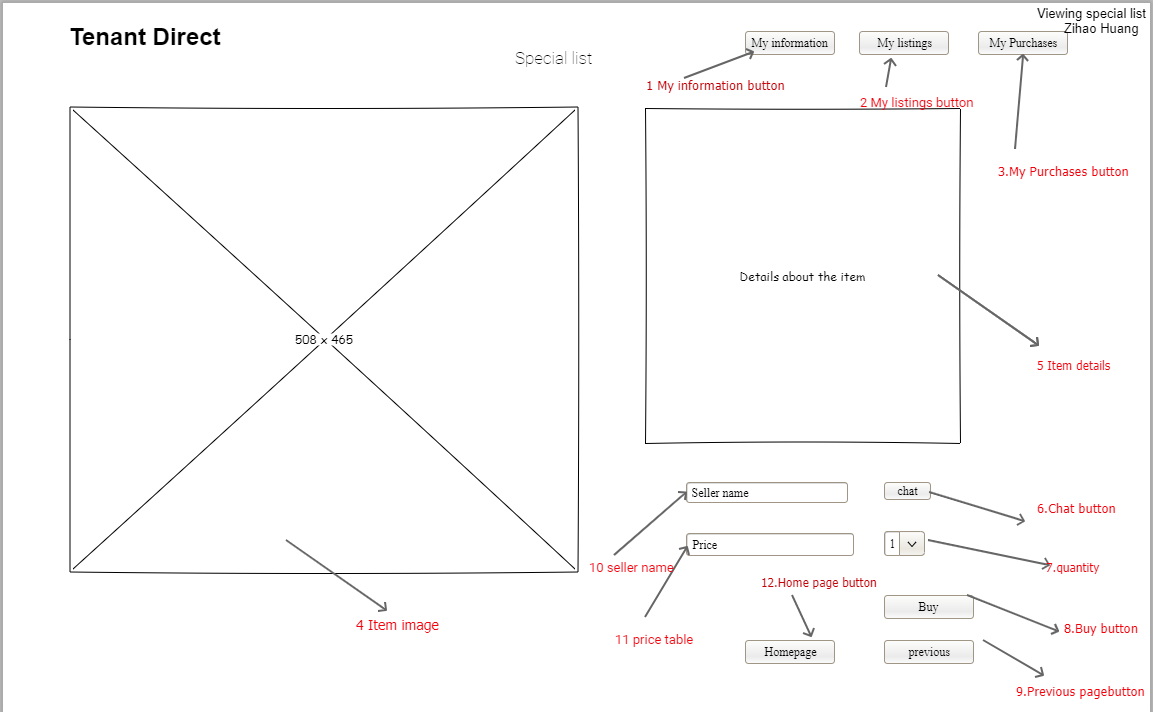 Viewing special list
Zihao Huang
Tenant Direct
Special list
My information
My listings
My Purchases
1 My information button
2 My listings button
3.My Purchases button
Details about the item
508 x 465
5 Item details
Seller name
chat
6.Chat button
Price
1
10 seller name
7.quantity
12.Home page button
Buy
4 Item image
8.Buy button
11 price table
Homepage
previous
9.Previous pagebutton